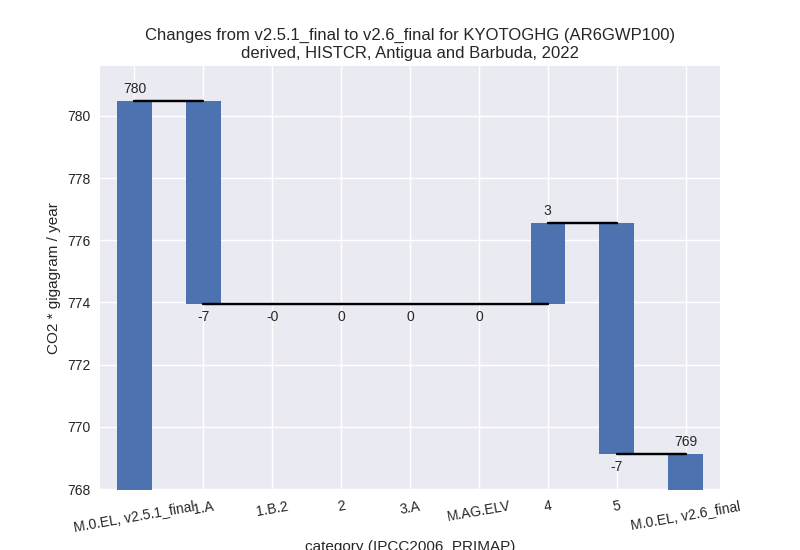 Changes from v2.5.1_final to v2.6_final for KYOTOGHG (AR6GWP100)
derived, HISTCR, Antigua and Barbuda, 2022
780
3
-7
-0
0
0
0
769
-7
780
778
776
774
772
770
768
CO2 * gigagram / year
M.0.EL, v2.5.1_final
1.A
1.B.2
2
3.A
M.AG.ELV
4
5
M.0.EL, v2.6_final
category (IPCC2006_PRIMAP)